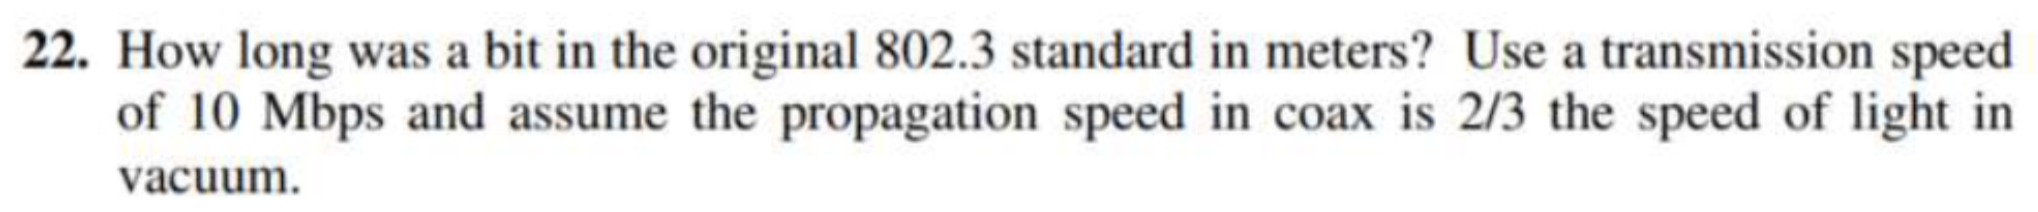 22. How long was a bit in the original 802.3 standard in meters? Use a transmission speed
of 10 Mbps and assume the propagation speed in coax is 2/3 the speed of light in
vacuum.